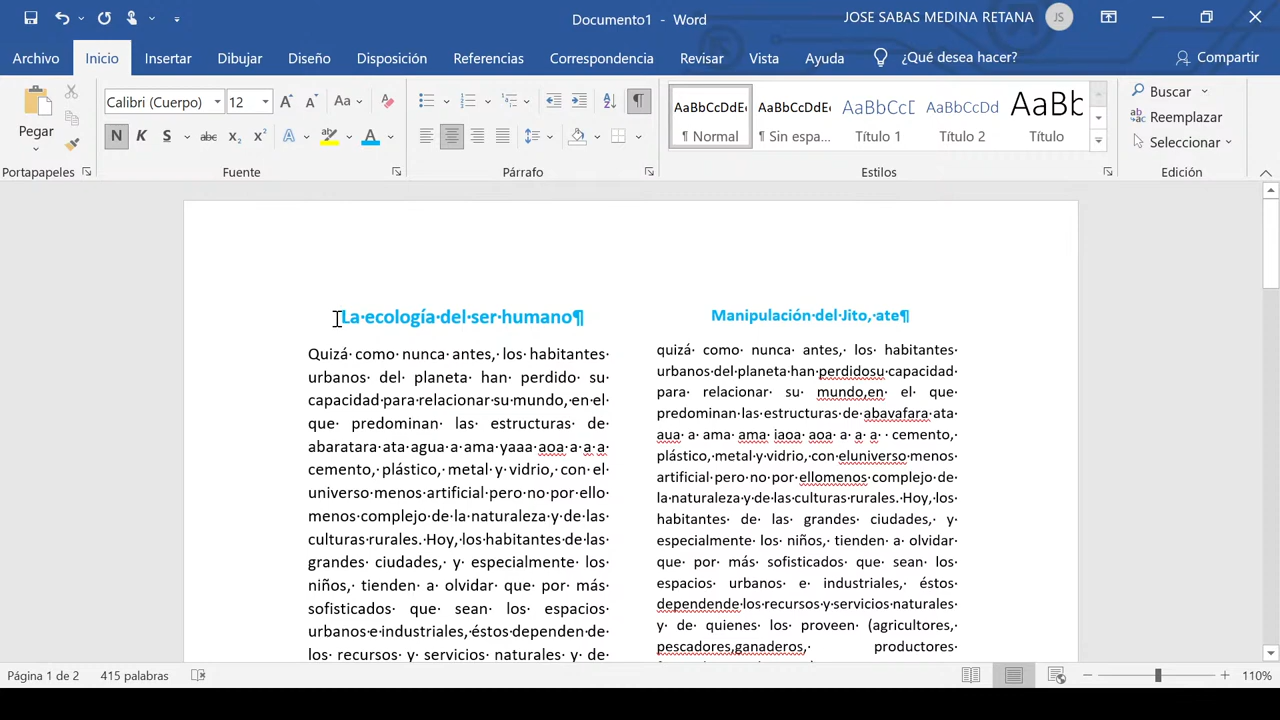 Documento1 - Word
JOSE SABAS MEDINA RETANA
JS
Archivo
Inicio
Insertar
Dibujar
Diseño
Disposición
Referencias
Correspondencia
Revisar
Vista
Ayuda
¿Qué desea hacer?
Compartir
Pegar
Portapapeles
Calibri (Cuerpo)
12
Aa
N K S abc x₂ x²
Fuente
Párrafo
AaBbCcDdEe
¶ Normal
AaBbCcDdEe
¶ Sin espa...
AaBbCcD
Título 1
AaBbCcDd
Título 2
AaBb
Título
Estilos
Buscar
Reemplazar
Seleccionar
Edición
La·ecología·del·ser·humano¶
Quizá como nunca antes, los habitantes
urbanos del planeta han perdido su
capacidad para relacionar su mundo, en el
que predominan las estructuras de
abaratara ata agua a ama yaaa aoa a a a
cemento, plástico, metal y vidrio, con el
universo menos artificial pero no por ello
menos complejo de la naturaleza y de las
culturas rurales. Hoy, los habitantes de las
grandes ciudades, y especialmente los
niños, tienden a olvidar que por más
sofisticados que sean los espacios
urbanos e industriales, éstos dependen de
los recursos y servicios naturales y de
Manipulación·del·Jito,·ate¶
quizá como nunca antes, los habitantes
urbanos del planeta han perdidosu capacidad
para relacionar su mundo,en el que
predominan las estructuras de abavafara ata
aua a ama ama iaoa aoa a a a cemento,
plástico, metal y vidrio, con eluniverso menos
artificial pero no por ellomenos complejo de
la naturaleza y de las culturas rurales. Hoy, los
habitantes de las grandes ciudades, y
especialmente los niños, tienden a olvidar
que por más sofisticados que sean los
espacios urbanos e industriales, éstos
dependende los recursos y servicios naturales
y de quienes los proveen (agricultores,
pescadores,ganaderos, productores
Página 1 de 2
415 palabras
110%